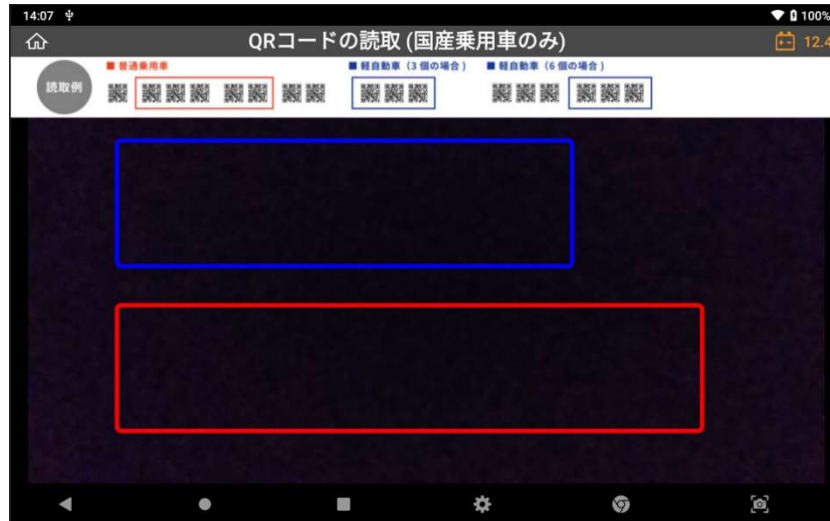 14:07
100%
QRコードの読取 (国産乗用車のみ)
12.4
読取例
■ 普通乗用車
■ 軽自動車（3個の場合）
■ 軽自動車（6個の場合）